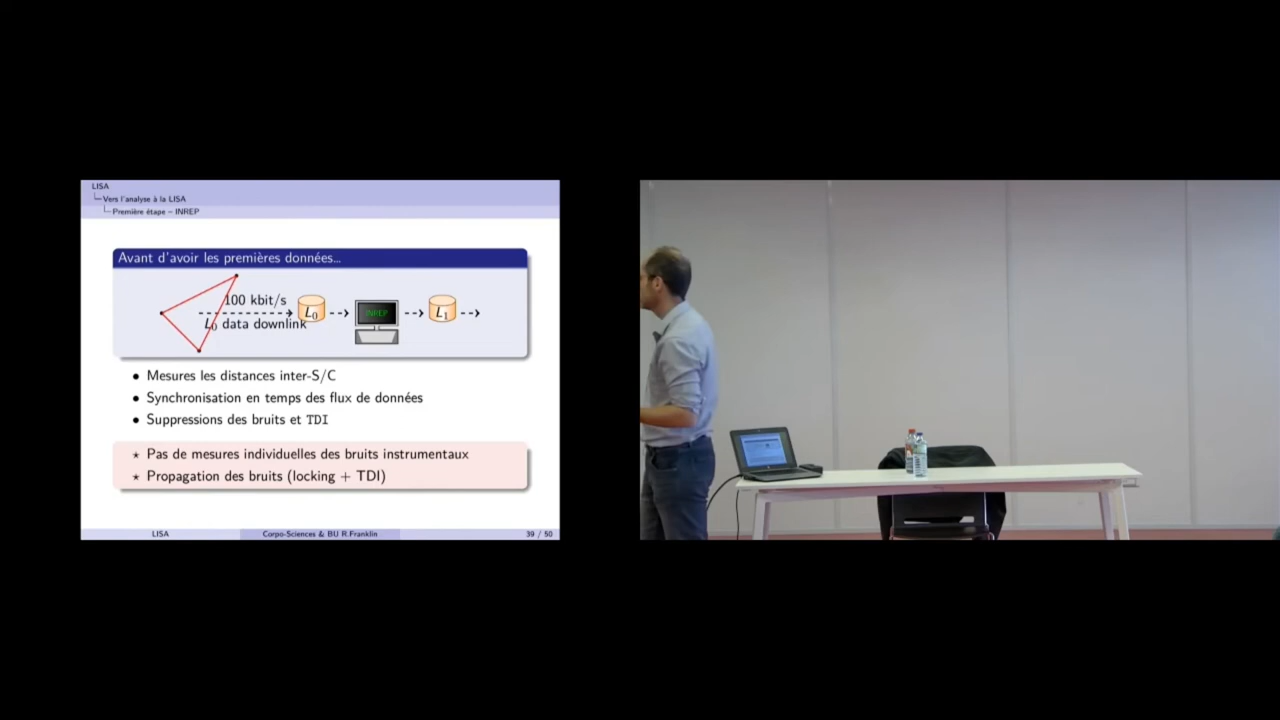 LISA
Vers l'analyse à la LISA
Première étape – INREP
Avant d'avoir les premières données...
100 kbit/s
L0 data downlink
L0
INREP
L1
• Mesures les distances inter-S/C
• Synchronisation en temps des flux de données
• Suppressions des bruits et TDI
⋆ Pas de mesures individuelles des bruits instrumentaux
⋆ Propagation des bruits (locking + TDI)
LISA Corpo-Sciences & BU R.Franklin 39 / 50